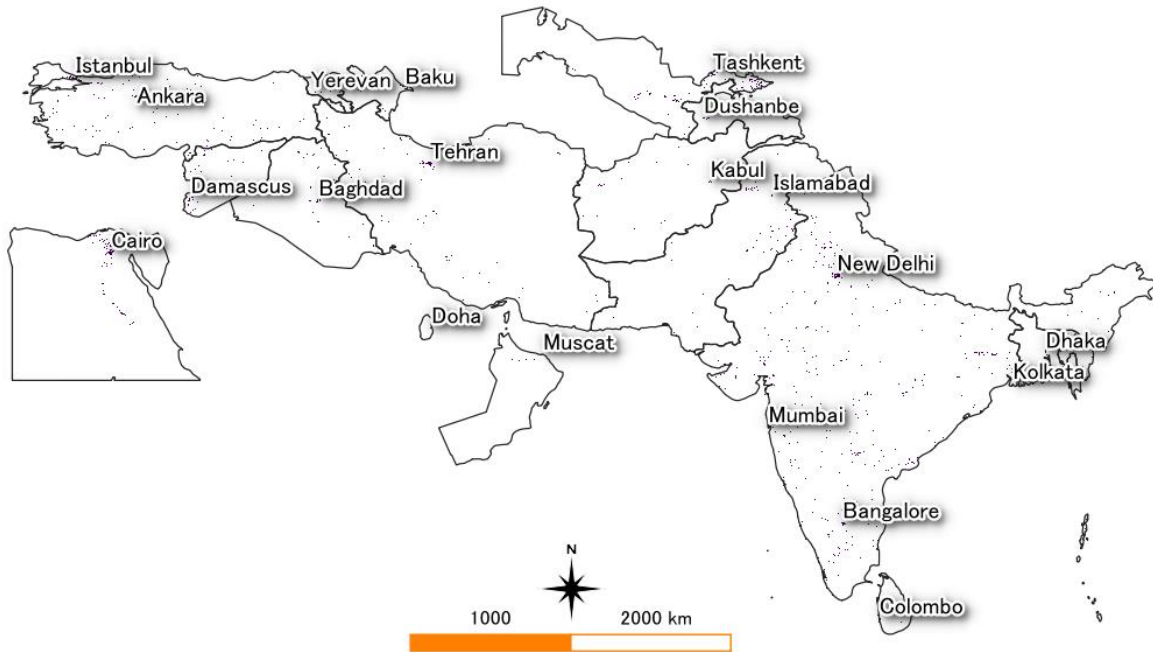 Istanbul
Ankara
Yerevan
Baku
Tashkent
Dushanbe
Tehran
Kabul
Islamabad
Damascus
Baghdad
Cairo
New Delhi
Doha
Muscat
Dhaka
Kolkata
Mumbai
Bangalore
Colombo
N
1000 2000 km